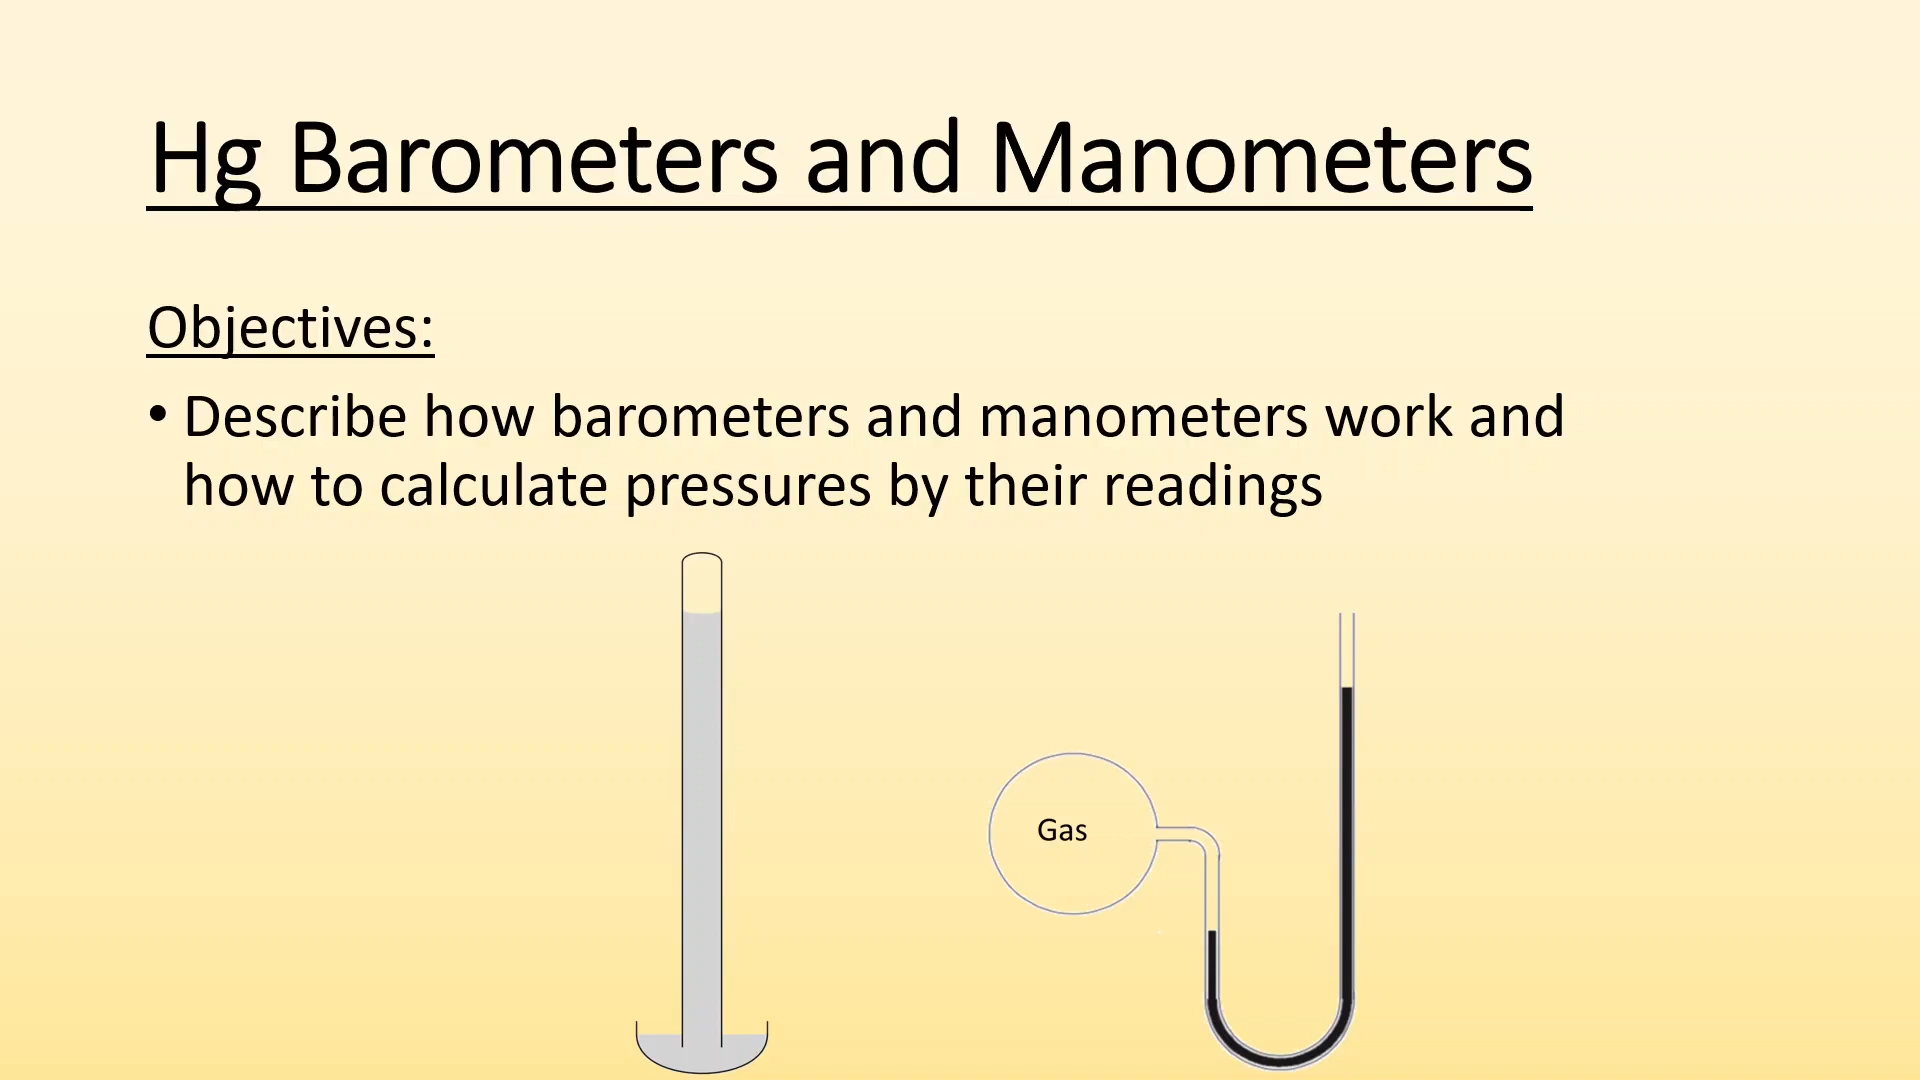 Hg Barometers and Manometers
Objectives:
• Describe how barometers and manometers work and
how to calculate pressures by their readings
Gas